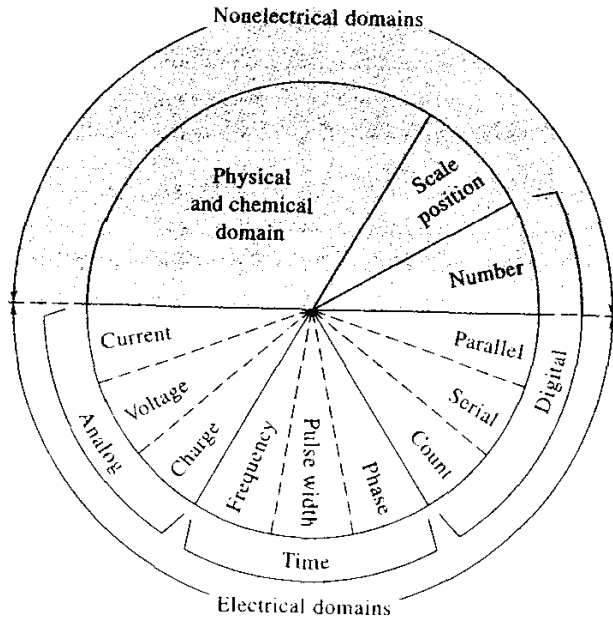 Nonelectrical domains
Physical
and chemical
domain
Scale
position
Number
Current
Voltage
Charge
Frequency
Pulse width
Phase
Count
Serial
Parallel
Analog
Time
Digital
Electrical domains